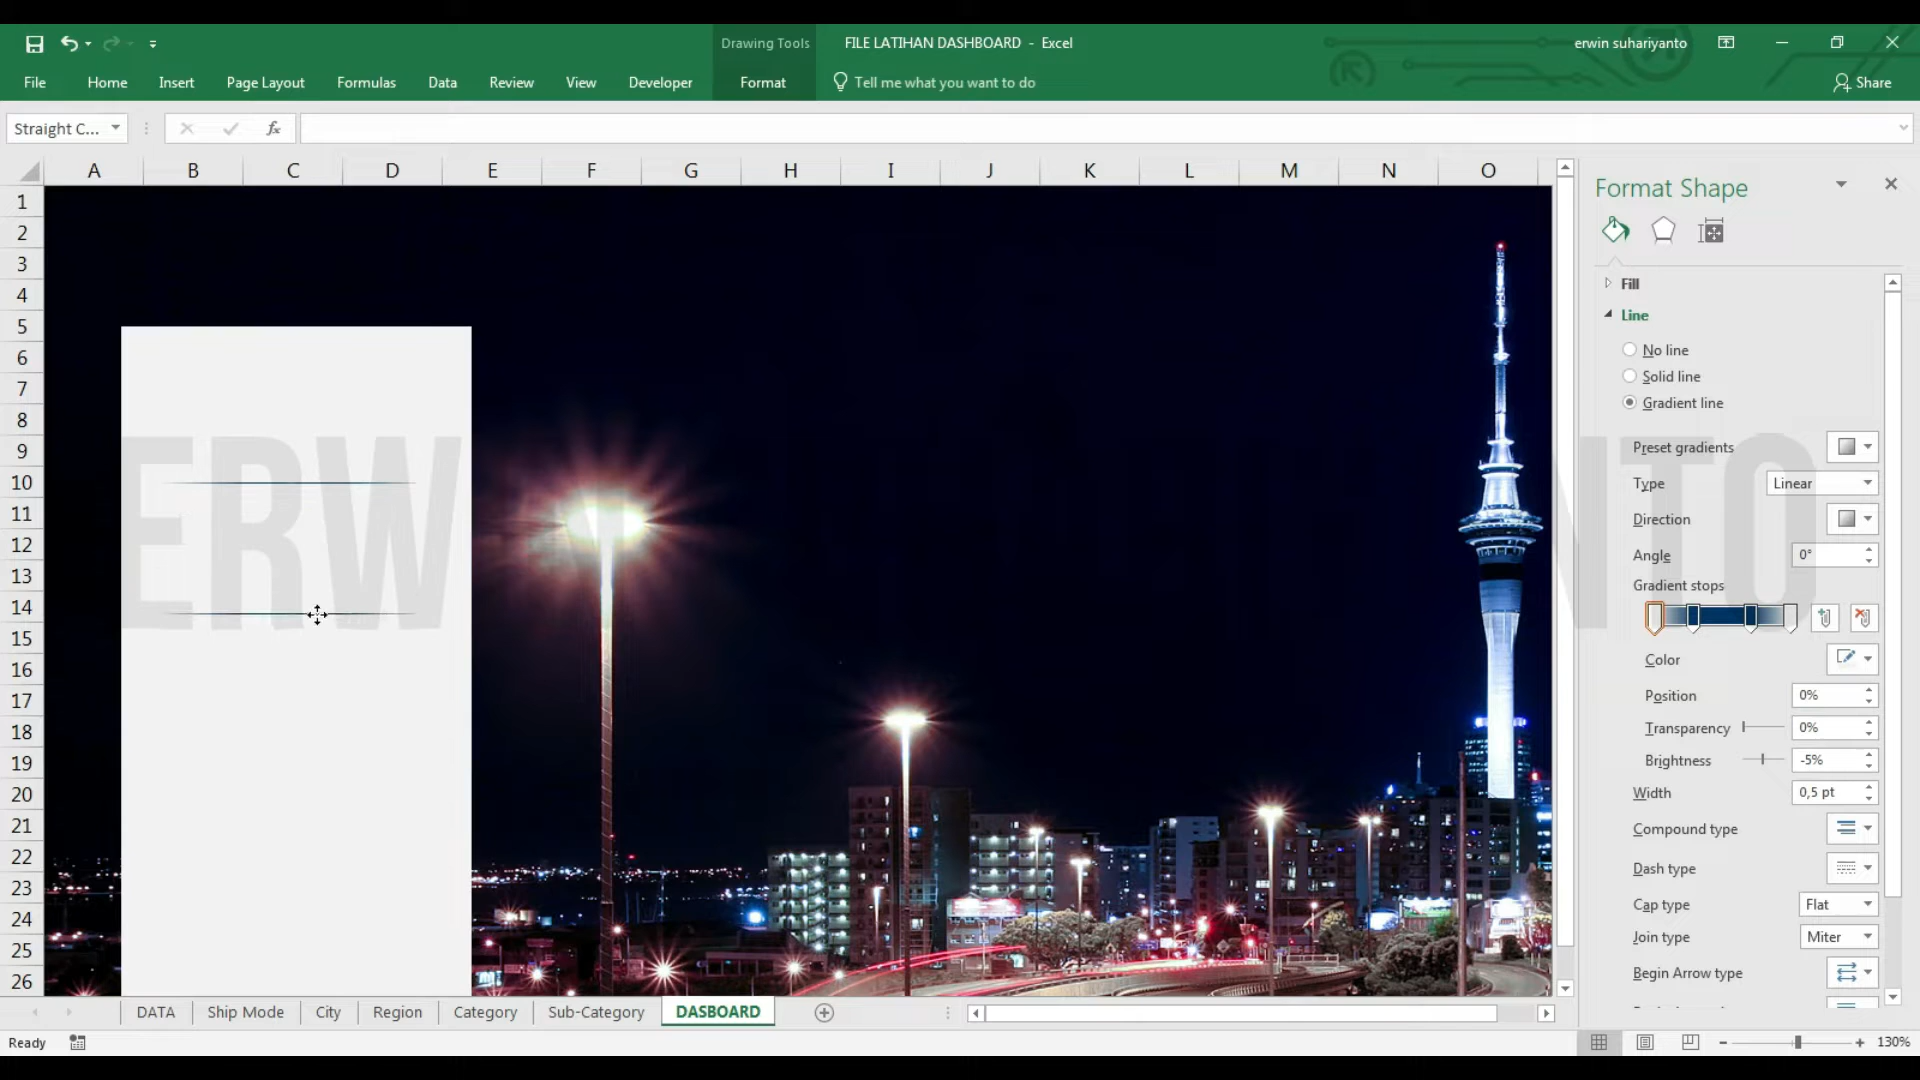 Drawing Tools
FILE LATIHAN DASHBOARD - Excel
erwin suhariyanto
File
Home
Insert
Page Layout
Formulas
Data
Review
View
Developer
Format
Tell me what you want to do
Share
Straight C...
fx
A B C D E F G H I J K L M N O
1
2
3
4
5
6
7
8
9
10
11
12
13
14
15
16
17
18
19
20
21
22
23
24
25
26
ERW
NTO
Format Shape
Fill
Line
No line
Solid line
Gradient line
Preset gradients
Type Linear
Direction
Angle 0°
Gradient stops
Color
Position 0%
Transparency 0%
Brightness -5%
Width 0,5 pt
Compound type
Dash type
Cap type Flat
Join type Miter
Begin Arrow type
DATA
Ship Mode
City
Region
Category
Sub-Category
DASBOARD
Ready
130%